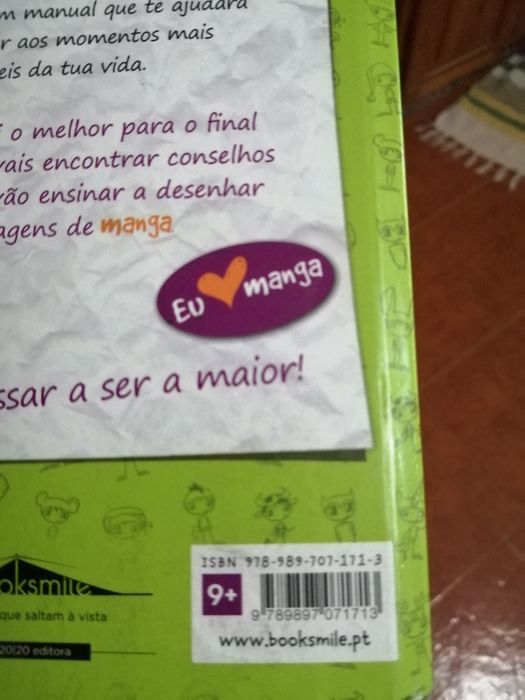 m manual que te ajudará
r aos momentos mais
eis da tua vida.
i o melhor para o final
vais encontrar conselhos
vão ensinar a desenhar
agens de manga.
Eu manga
ssar a ser a maior!
ISBN 978-989-707-171-3
9+
9 789897 071713
www.booksmile.pt
ooksmile
que saltam à vista
20|20 editora